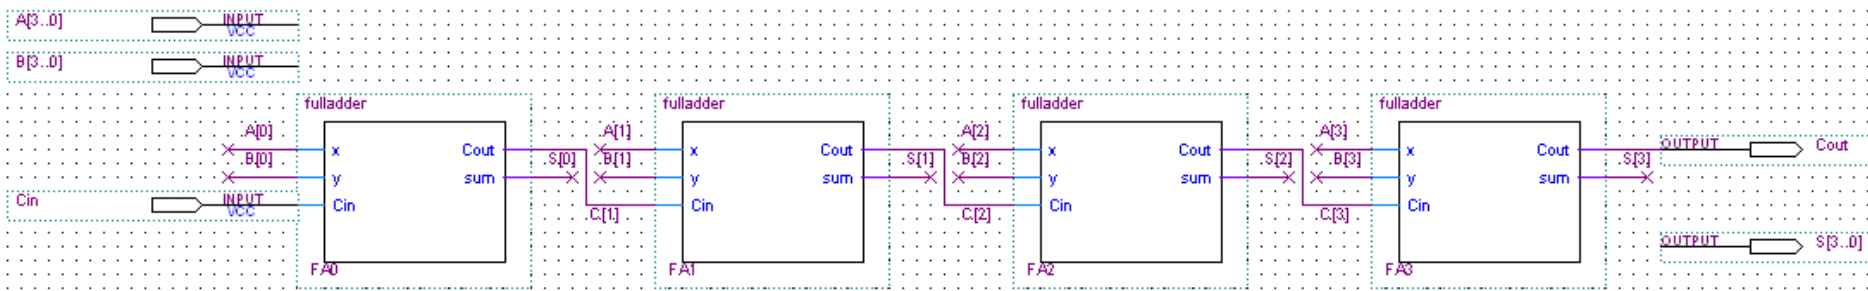 A[3..0] INPUT
VCC
B[3..0] INPUT
VCC
fulladder fulladder fulladder fulladder
A[0] A[1] A[2] A[3]
x Cout x Cout x Cout x Cout OUTPUT Cout
B[0] S[0] B[1] S[1] B[2] S[2] B[3] S[3]
y sum y sum y sum y sum
Cin INPUT Cin Cin Cin Cin
VCC C[1] C[2] C[3]
OUTPUT S[3..0]
FA0 FA1 FA2 FA3